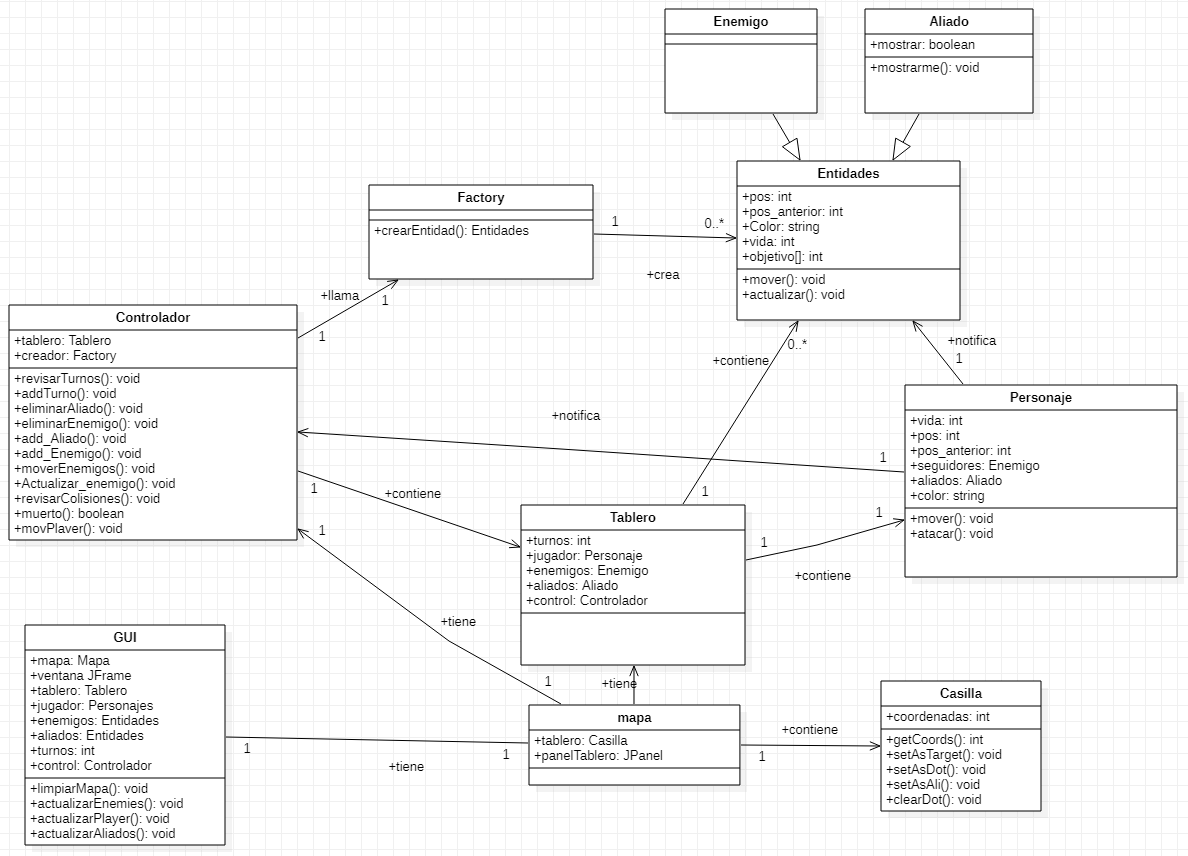 Enemigo
Aliado
+mostrar: boolean
+mostrarme(): void
Entidades
+pos: int
+pos_anterior: int
+Color: string
+vida: int
+objetivo[]: int
+mover(): void
+actualizar(): void
Factory
+crearEntidad(): Entidades
1
0..*
+crea
+llama
1
1
Controlador
+tablero: Tablero
+creador: Factory
+revisarTurnos(): void
+addTurno(): void
+eliminarAliado(): void
+eliminarEnemigo(): void
+add_Aliado(): void
+add_Enemigo(): void
+moverEnemigos(): void
+Actualizar_enemigo(): void
+revisarColisiones(): void
+muerto(): boolean
+movPlaver(): void
0..*
+contiene
+notifica
1
Personaje
+vida: int
+pos: int
+pos_anterior: int
+seguidores: Enemigo
+aliados: Aliado
+color: string
+mover(): void
+atacar(): void
+notifica
1
1
+contiene
1
Tablero
+turnos: int
+jugador: Personaje
+enemigos: Enemigo
+aliados: Aliado
+control: Controlador
1
1
+contiene
1
+tiene
1
+tiene
GUI
+mapa: Mapa
+ventana JFrame
+tablero: Tablero
+jugador: Personajes
+enemigos: Entidades
+aliados: Entidades
+turnos: int
+control: Controlador
+limpiarMapa(): void
+actualizarEnemies(): void
+actualizarPlayer(): void
+actualizarAliados(): void
1
1
+tiene
mapa
+tablero: Casilla
+panelTablero: JPanel
+contiene
1
Casilla
+coordenadas: int
+getCoords(): int
+setAsTarget(): void
+setAsDot(): void
+setAsAli(): void
+clearDot(): void